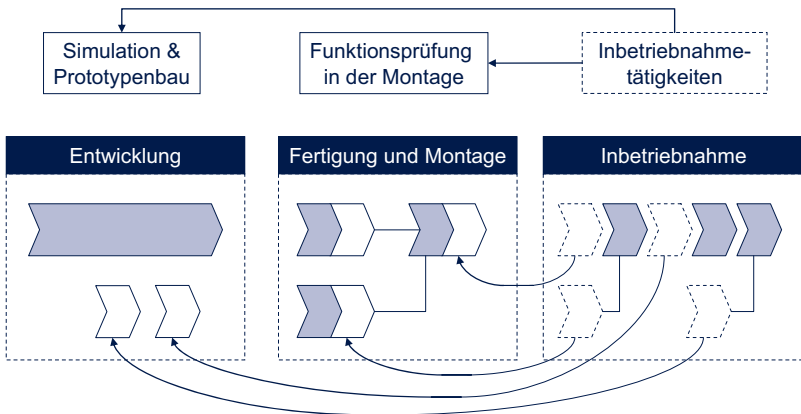 Simulation &
Prototypenbau
Funktionsprüfung
in der Montage
Inbetriebnahme-
tätigkeiten
Entwicklung
Fertigung und Montage
Inbetriebnahme